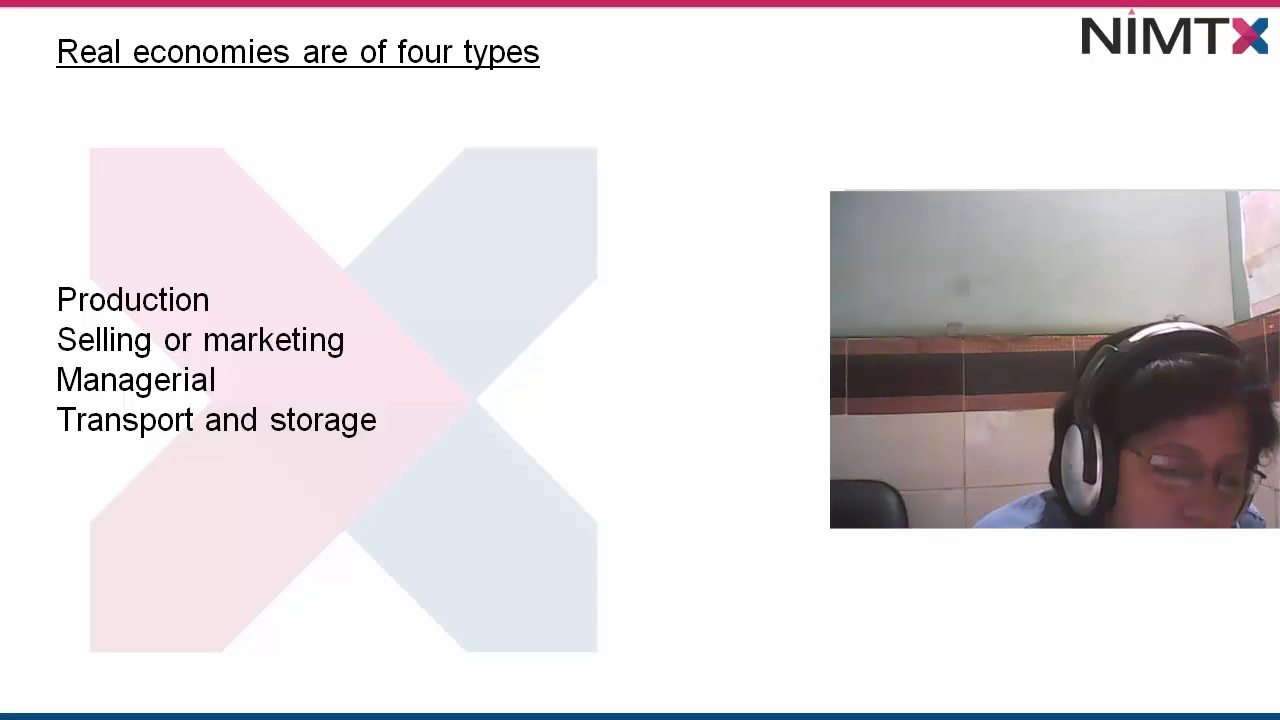 Real economies are of four types
NIMTX
Production
Selling or marketing
Managerial
Transport and storage